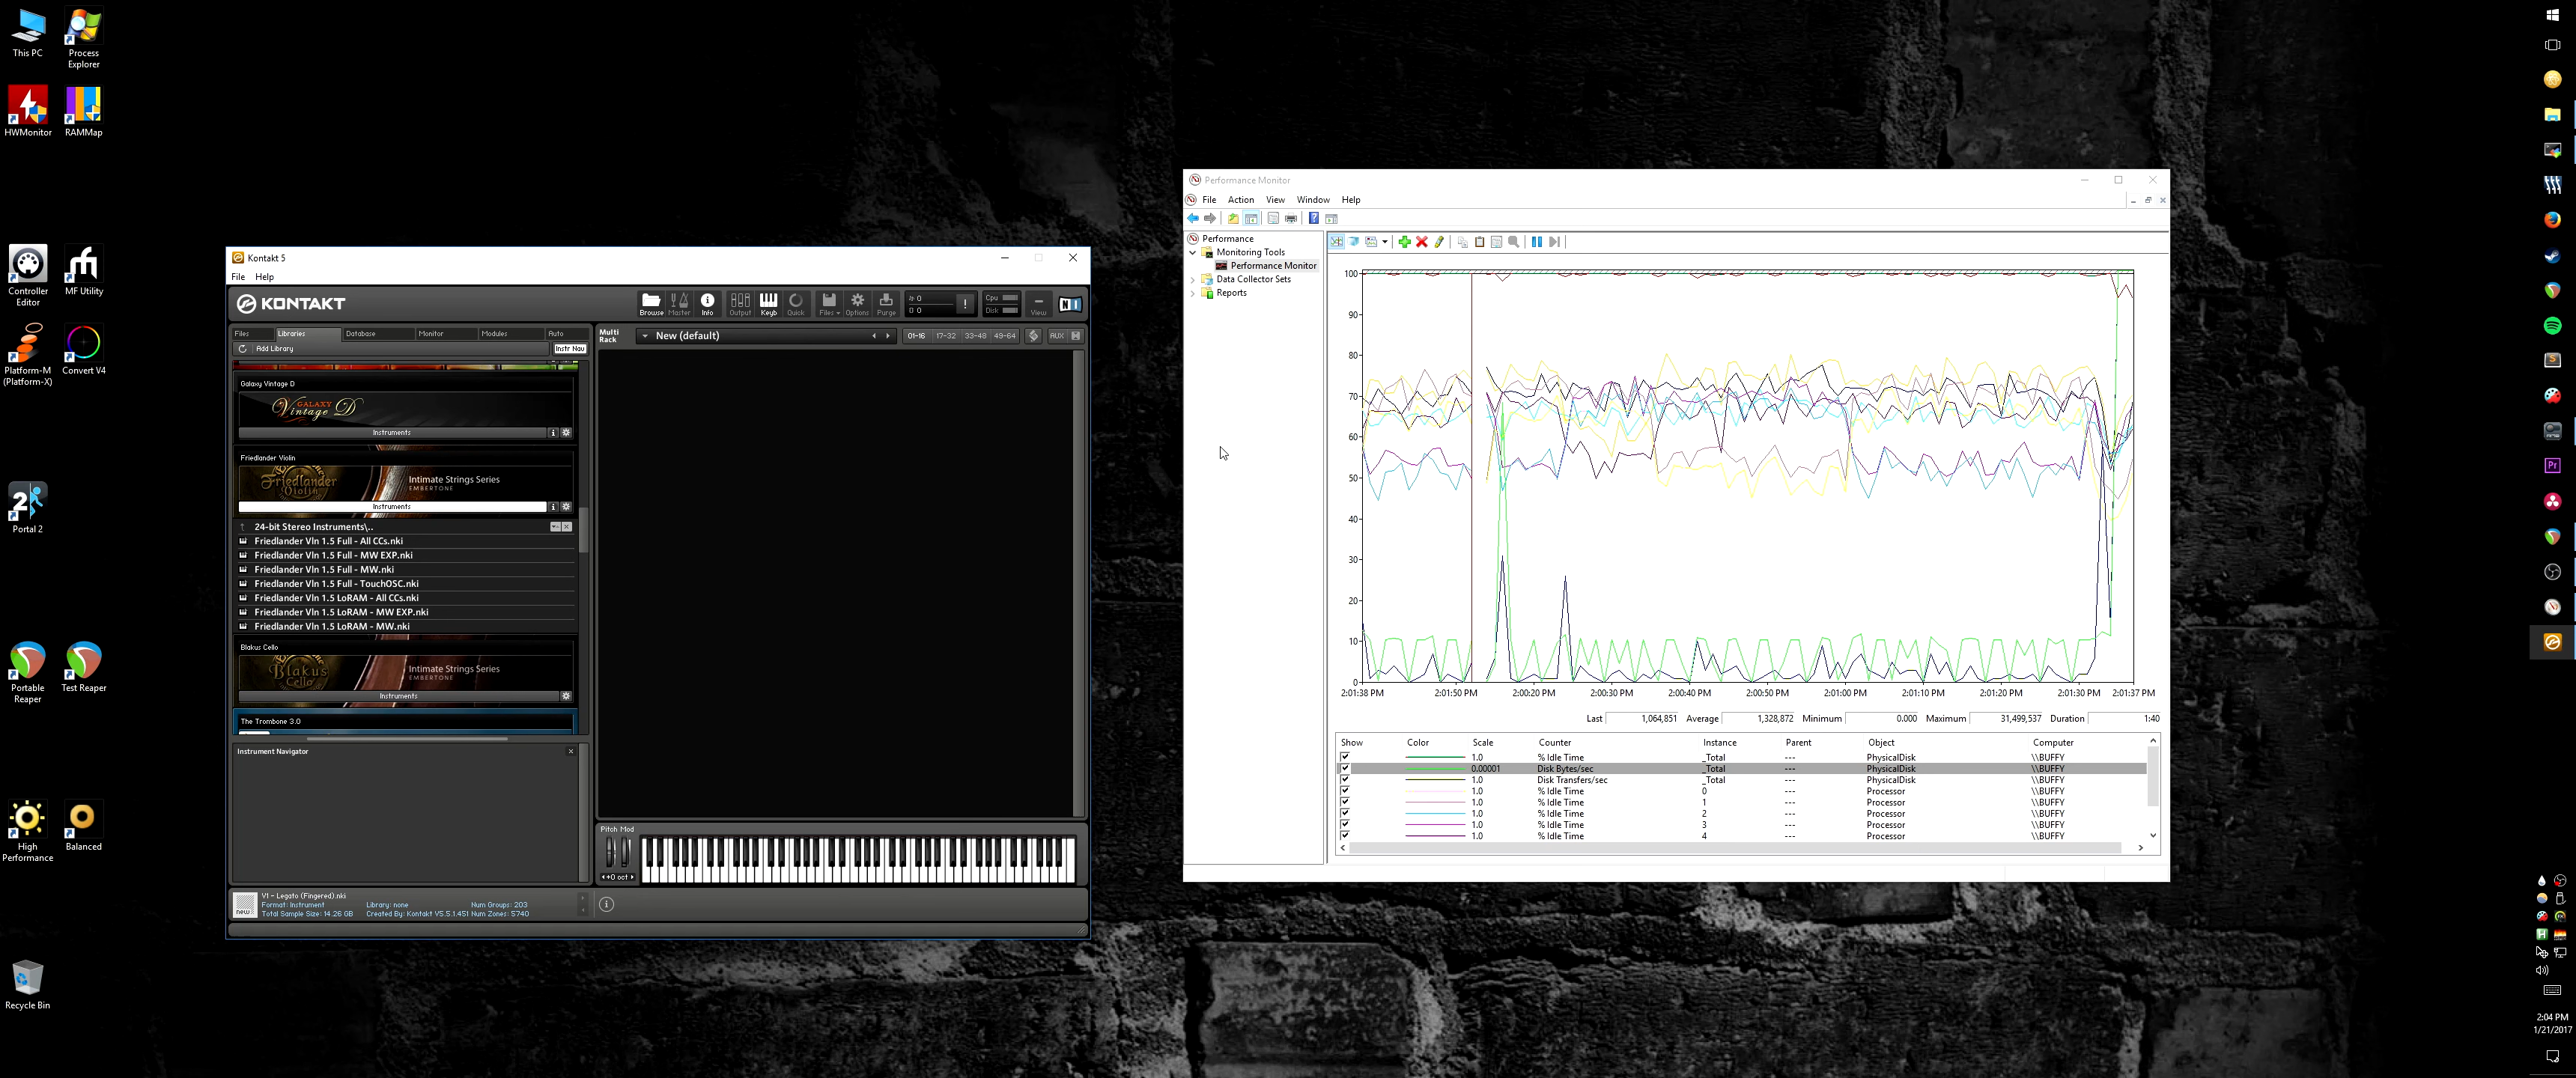 This PC
Process
Explorer
HWMonitor
RAMMap
Controller
Editor
MF Utility
Platform-M
(Platform-X)
Convert V4
Portal 2
Portable
Reaper
Test Reaper
High
Performance
Balanced
Recycle Bin
Kontakt 5
File Help
KONTAKT
Browse Master Info Output Keyb Quick Files Options Purge View
0
0 0
!
Cpu
Disk
Files Libraries Database Monitor Modules Auto
Add Library Instr Nav
Multi
Rack
New (default)
01-16 17-32 33-48 49-64 AUX
Galaxy Vintage D
GALAXY
Vintage D
Instruments
Friedlander Violin
Friedlander
Violin
Intimate Strings Series
EMBERTONE
Instruments
24-bit Stereo Instruments\..
Friedlander Vln 1.5 Full - All CCs.nki
Friedlander Vln 1.5 Full - MW EXP.nki
Friedlander Vln 1.5 Full - MW.nki
Friedlander Vln 1.5 Full - TouchOSC.nki
Friedlander Vln 1.5 LoRAM - All CCs.nki
Friedlander Vln 1.5 LoRAM - MW EXP.nki
Friedlander Vln 1.5 LoRAM - MW.nki
Blakus Cello
Blakus
Cello
Intimate Strings Series
EMBERTONE
Instruments
The Trombone 3.0
Instrument Navigator
Pitch Mod
+0 oct
V1 - Legato (Fingered).nki
Format: Instrument Library: none Num Groups: 203
Total Sample Size: 14.26 GB Created By: Kontakt V5.5.1.451 Num Zones: 5740
new
Performance Monitor
File Action View Window Help
Performance
Monitoring Tools
Performance Monitor
Data Collector Sets
Reports
100
90
80
70
60
50
40
30
20
10
0
2:01:38 PM 2:01:50 PM 2:00:20 PM 2:00:30 PM 2:00:40 PM 2:00:50 PM 2:01:00 PM 2:01:10 PM 2:01:20 PM 2:01:30 PM 2:01:37 PM
Last 1,064,851 Average 1,328,872 Minimum 0.000 Maximum 31,499,537 Duration 1:40
Show Color Scale Counter Instance Parent Object Computer
1.0 % Idle Time _Total --- PhysicalDisk \\BUFFY
0.00001 Disk Bytes/sec _Total --- PhysicalDisk \\BUFFY
1.0 Disk Transfers/sec _Total --- PhysicalDisk \\BUFFY
1.0 % Idle Time 0 --- Processor \\BUFFY
1.0 % Idle Time 1 --- Processor \\BUFFY
1.0 % Idle Time 2 --- Processor \\BUFFY
1.0 % Idle Time 3 --- Processor \\BUFFY
1.0 % Idle Time 4 --- Processor \\BUFFY
Pr
2:04 PM
1/21/2017